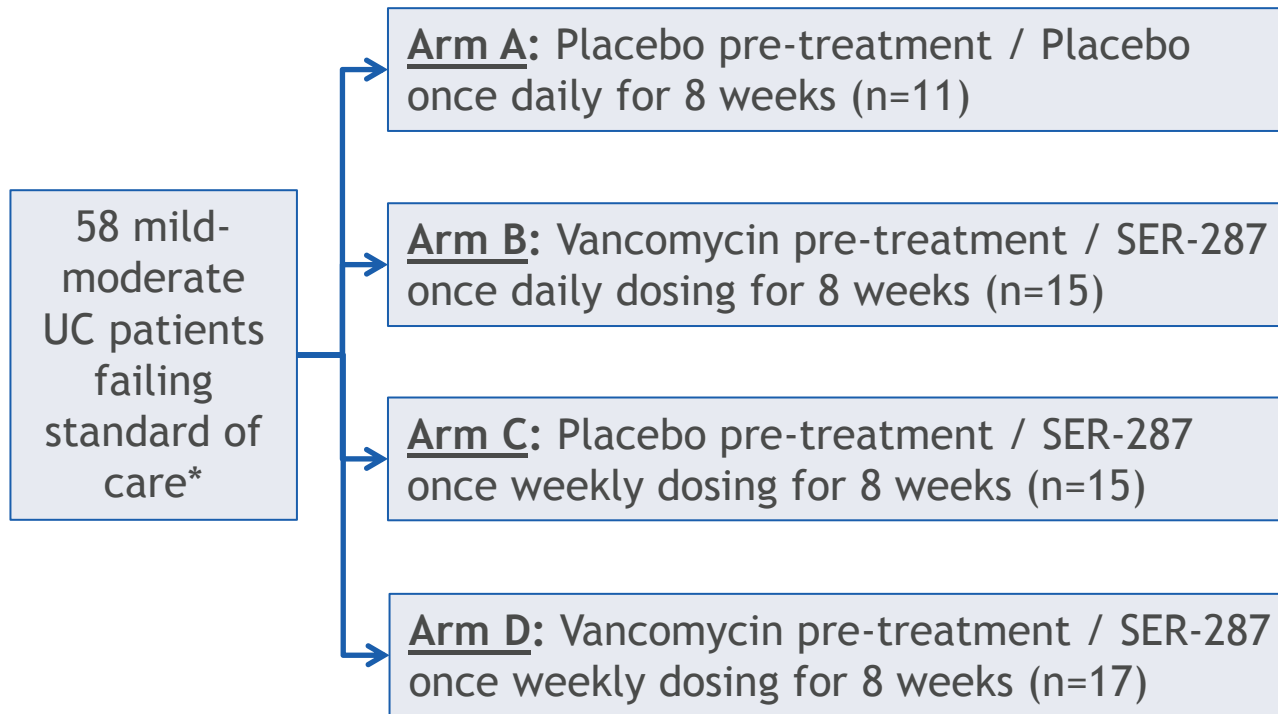 58 mild-
moderate
UC patients
failing
standard of
care*
Arm A: Placebo pre-treatment / Placebo
once daily for 8 weeks (n=11)
Arm B: Vancomycin pre-treatment / SER-287
once daily dosing for 8 weeks (n=15)
Arm C: Placebo pre-treatment / SER-287
once weekly dosing for 8 weeks (n=15)
Arm D: Vancomycin pre-treatment / SER-287
once weekly dosing for 8 weeks (n=17)